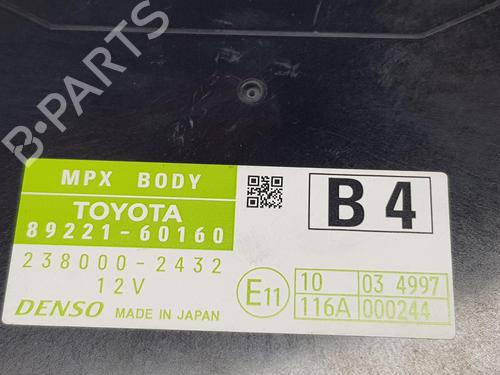 B-PARTS
MPX BODY
TOYOTA
89221-60160
238000-2432
12V
DENSO MADE IN JAPAN
B4
E11
10 03 4997
116A 000244